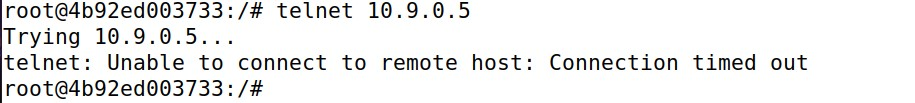 root@4b92ed003733:/# telnet 10.9.0.5
Trying 10.9.0.5...
telnet: Unable to connect to remote host: Connection timed out
root@4b92ed003733:/#